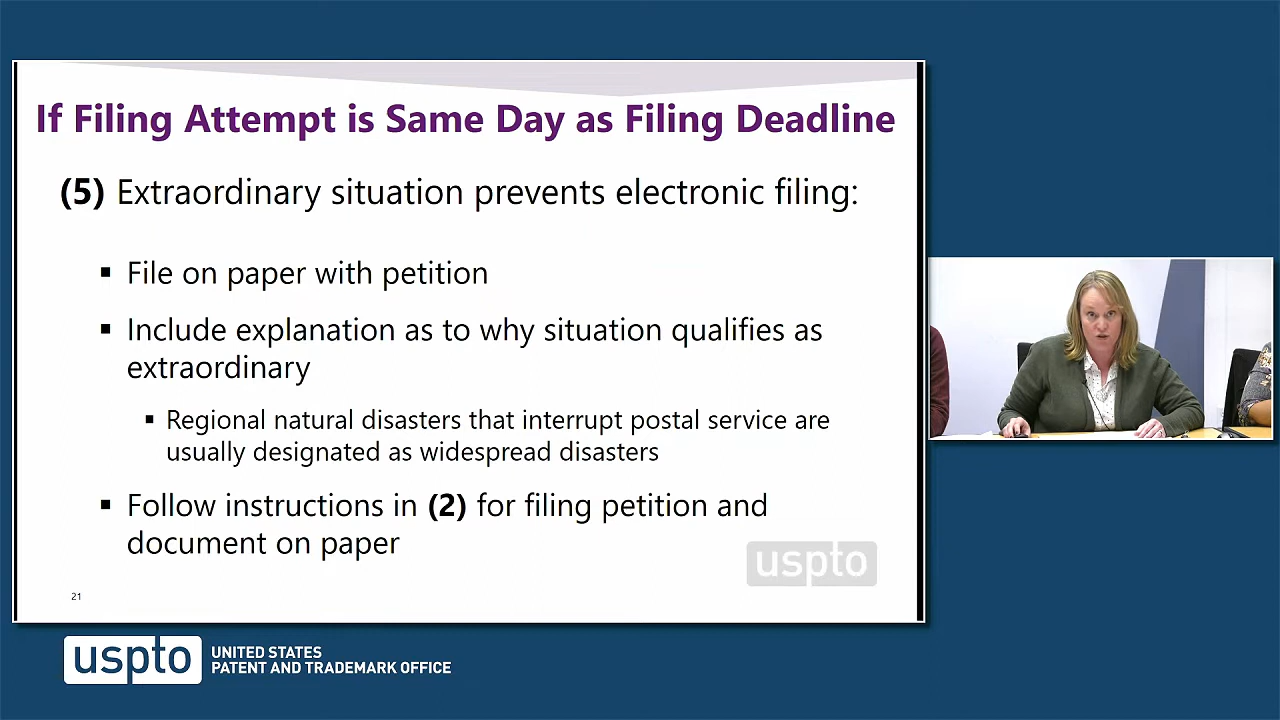 If Filing Attempt is Same Day as Filing Deadline
(5) Extraordinary situation prevents electronic filing:
▪ File on paper with petition
▪ Include explanation as to why situation qualifies as
extraordinary
▪ Regional natural disasters that interrupt postal service are
usually designated as widespread disasters
▪ Follow instructions in (2) for filing petition and
document on paper
uspto
21
uspto
UNITED STATES
PATENT AND TRADEMARK OFFICE